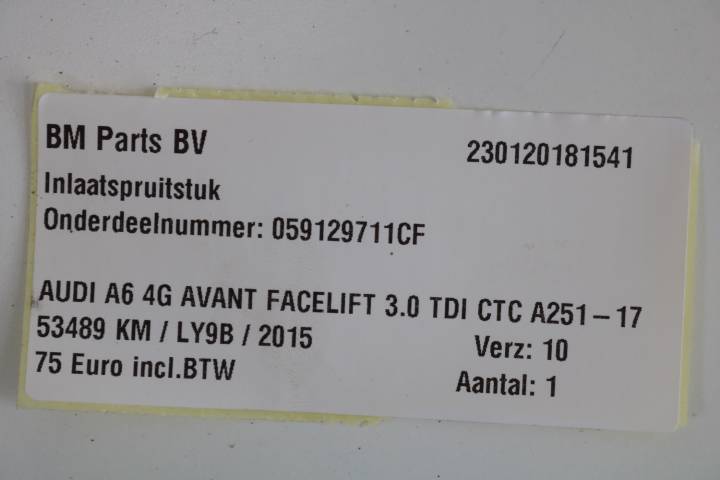 BM Parts BV 230120181541
Inlaatspruitstuk
Onderdeelnummer: 059129711CF
AUDI A6 4G AVANT FACELIFT 3.0 TDI CTC A251-17
53489 KM / LY9B / 2015 Verz: 10
75 Euro incl.BTW Aantal: 1